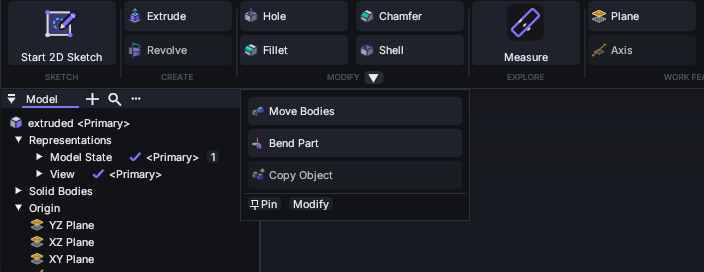 Extrude Hole Chamfer Plane
Start 2D Sketch Revolve Fillet Shell Measure Axis
SKETCH CREATE MODIFY EXPLORE WORK FEA
Model
Move Bodies
extruded <Primary>
Representations
Bend Part
Model State <Primary> 1
View <Primary>
Copy Object
Solid Bodies
Pin Modify
Origin
YZ Plane
XZ Plane
XY Plane